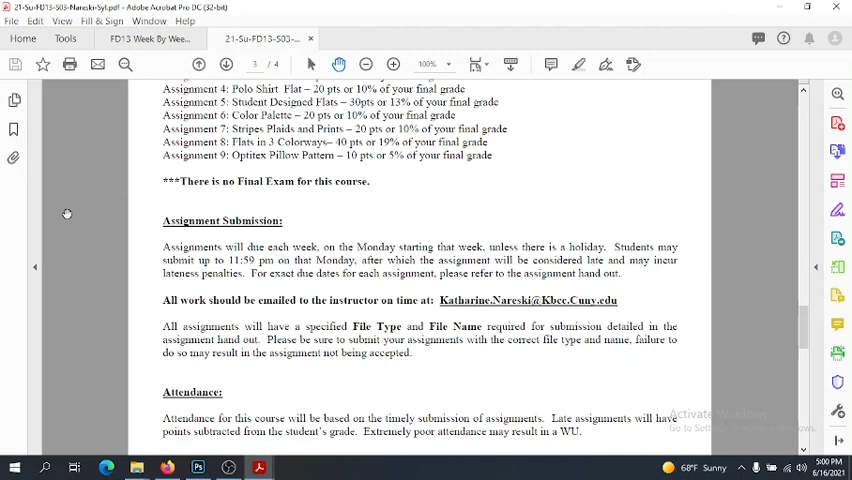 21-Su-FD13-S03-Nareski-Syl.pdf - Adobe Acrobat Pro DC (32-bit)
File Edit View Fill & Sign Window Help
Home Tools FD13 Week By Wee... 21-Su-FD13-S03-... ×
3 / 4 100%
Assignment 4: Polo Shirt Flat – 20 pts or 10% of your final grade
Assignment 5: Student Designed Flats – 30pts or 13% of your final grade
Assignment 6: Color Palette – 20 pts or 10% of your final grade
Assignment 7: Stripes Plaids and Prints – 20 pts or 10% of your final grade
Assignment 8: Flats in 3 Colorways– 40 pts or 19% of your final grade
Assignment 9: Optitex Pillow Pattern – 10 pts or 5% of your final grade
***There is no Final Exam for this course.
Assignment Submission:
Assignments will due each week, on the Monday starting that week, unless there is a holiday. Students may
submit up to 11:59 pm on that Monday, after which the assignment will be considered late and may incur
lateness penalties. For exact due dates for each assignment, please refer to the assignment hand out.
All work should be emailed to the instructor on time at: Katharine.Nareski@Kbcc.Cuny.edu
All assignments will have a specified File Type and File Name required for submission detailed in the
assignment hand out. Please be sure to submit your assignments with the correct file type and name, failure to
do so may result in the assignment not being accepted.
Attendance:
Attendance for this course will be based on the timely submission of assignments. Late assignments will have
points subtracted from the student's grade. Extremely poor attendance may result in a WU.
Activate Windows
Go to Settings to activate Windows.
68°F Sunny
5:00 PM
6/16/2021